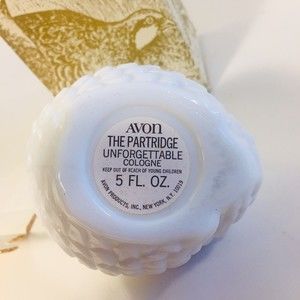 AVON
THE PARTRIDGE
UNFORGETTABLE
COLOGNE
KEEP OUT OF REACH OF YOUNG CHILDREN
5 FL. OZ.
AVON PRODUCTS, INC., NEW YORK, N.Y. 10019